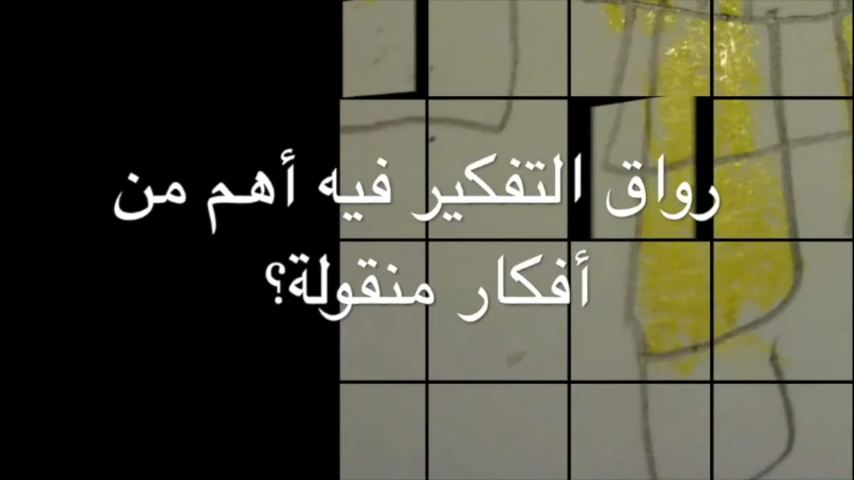 رواق التفكير فيه أهم من
أفكار منقولة؟